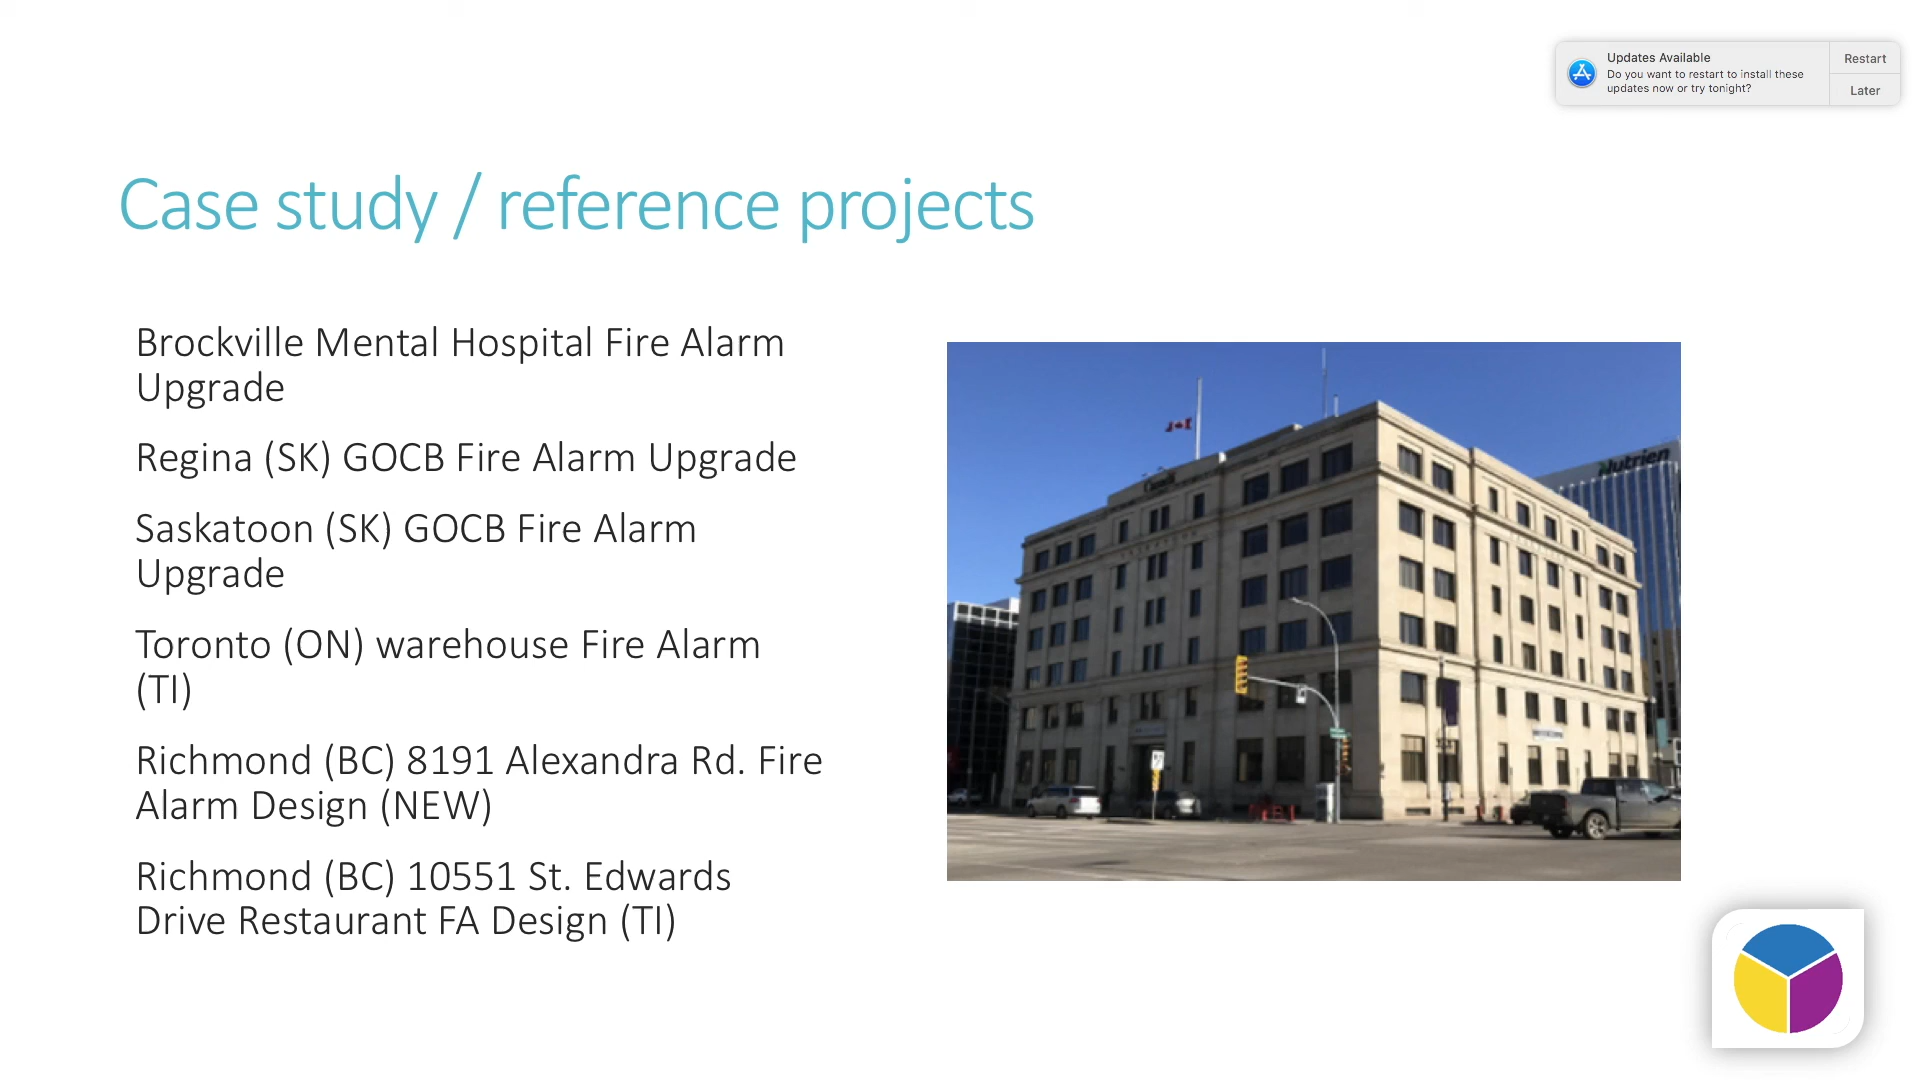 Updates Available
Do you want to restart to install these
updates now or try tonight?
Restart
Later
Case study / reference projects
Brockville Mental Hospital Fire Alarm
Upgrade
Regina (SK) GOCB Fire Alarm Upgrade
Saskatoon (SK) GOCB Fire Alarm
Upgrade
Toronto (ON) warehouse Fire Alarm
(TI)
Richmond (BC) 8191 Alexandra Rd. Fire
Alarm Design (NEW)
Richmond (BC) 10551 St. Edwards
Drive Restaurant FA Design (TI)
Canada
Nutrien